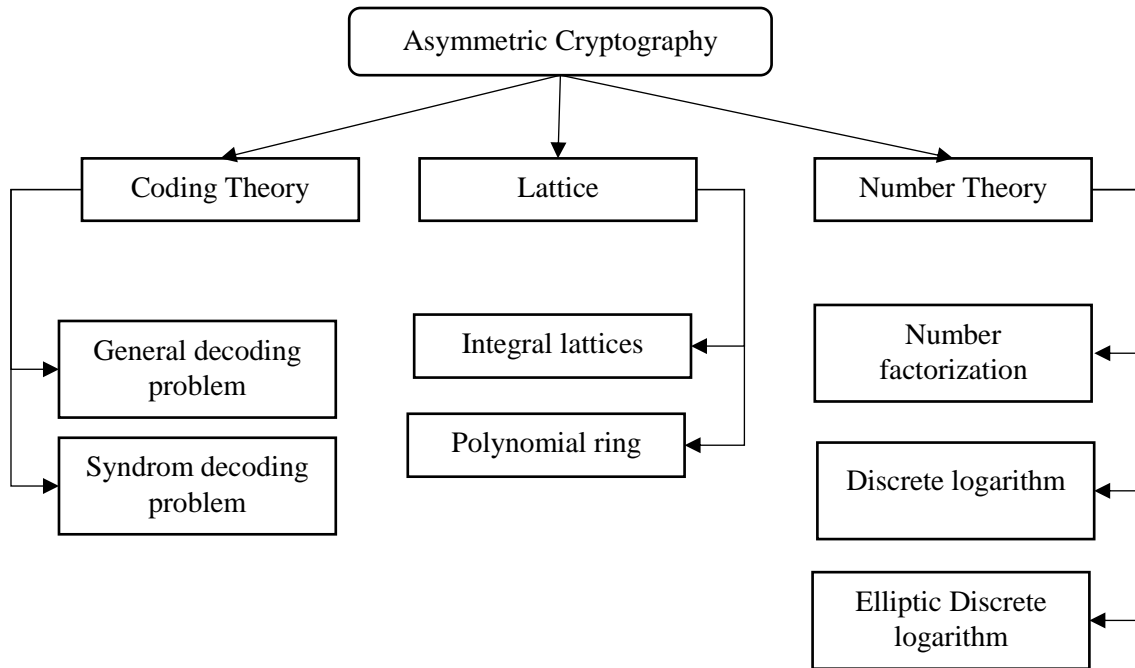 Asymmetric Cryptography
Coding Theory
Lattice
Number Theory
General decoding
problem
Syndrom decoding
problem
Integral lattices
Polynomial ring
Number
factorization
Discrete logarithm
Elliptic Discrete
logarithm